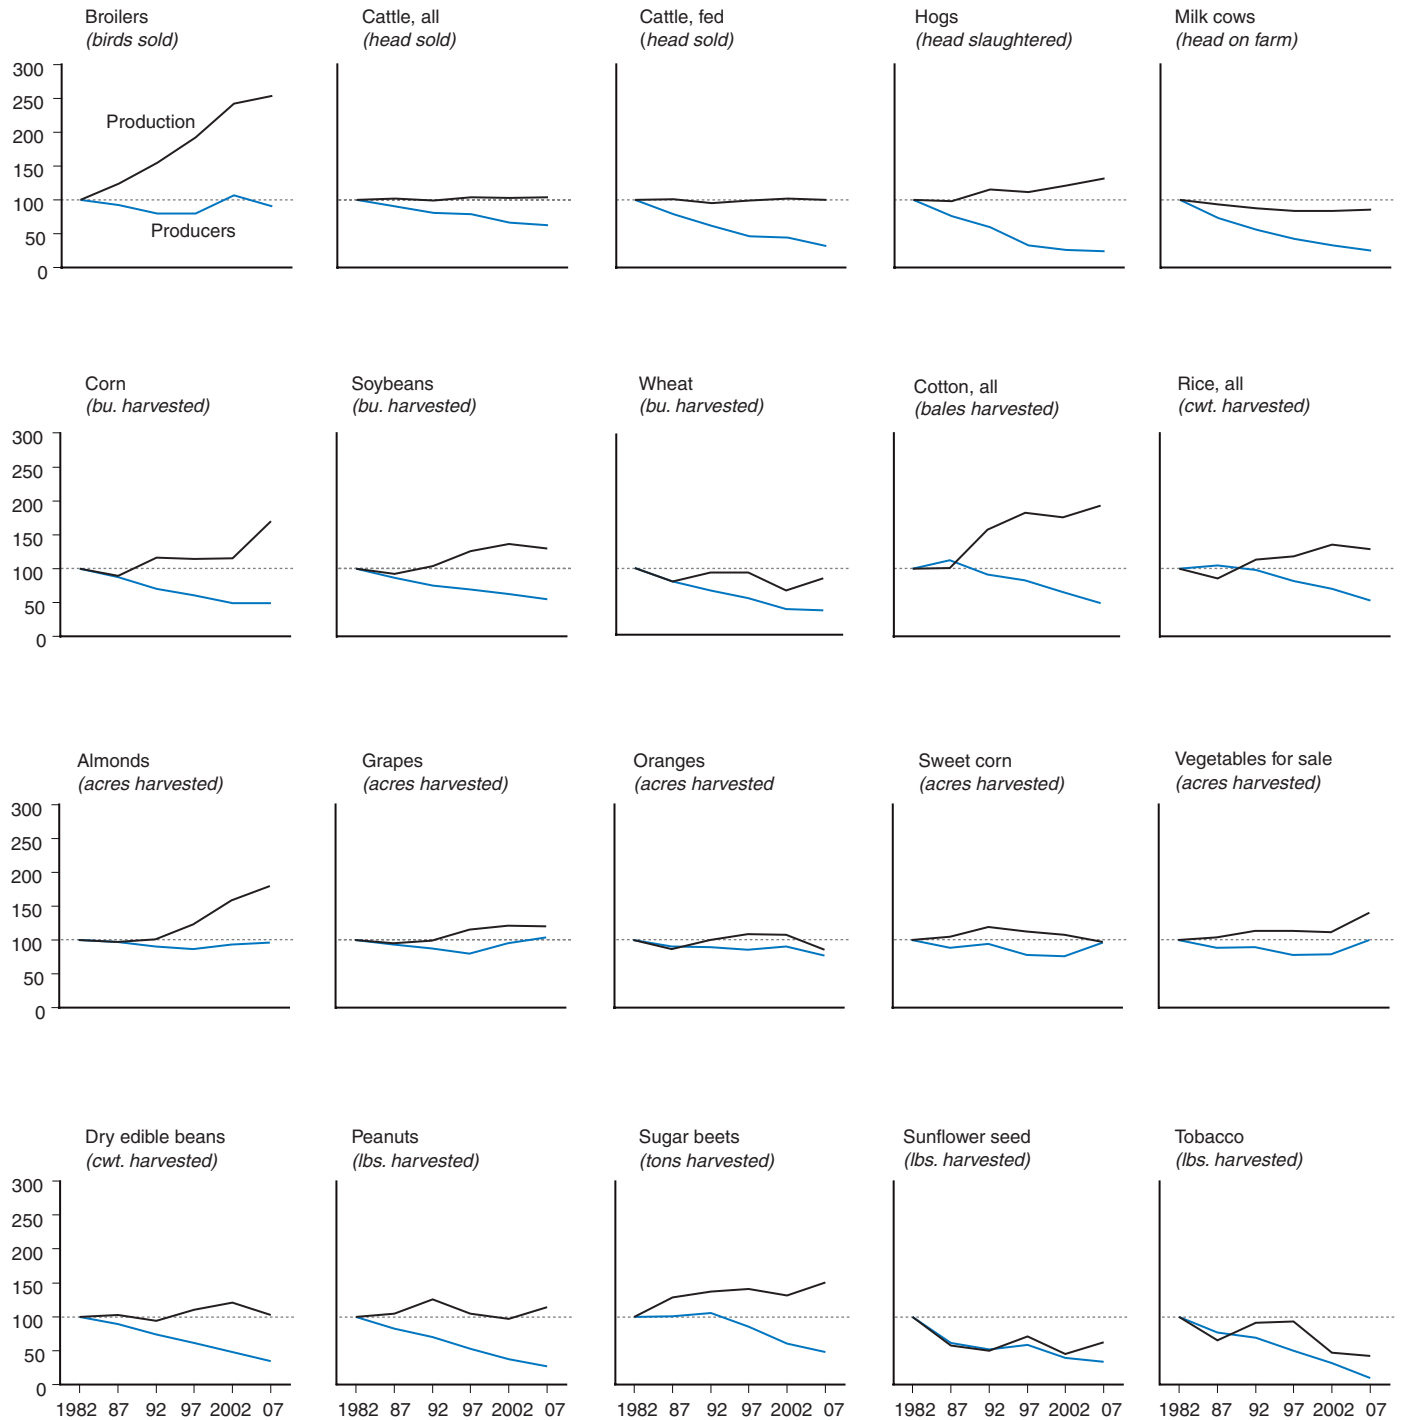 Broilers
(birds sold)
Cattle, all
(head sold)
Cattle, fed
(head sold)
Hogs
(head slaughtered)
Milk cows
(head on farm)
300
250
200
150
100
50
0
Production
Producers
Corn
(bu. harvested)
Soybeans
(bu. harvested)
Wheat
(bu. harvested)
Cotton, all
(bales harvested)
Rice, all
(cwt. harvested)
300
250
200
150
100
50
0
Almonds
(acres harvested)
Grapes
(acres harvested)
Oranges
(acres harvested
Sweet corn
(acres harvested)
Vegetables for sale
(acres harvested)
300
250
200
150
100
50
0
Dry edible beans
(cwt. harvested)
Peanuts
(lbs. harvested)
Sugar beets
(tons harvested)
Sunflower seed
(lbs. harvested)
Tobacco
(lbs. harvested)
300
250
200
150
100
50
0
1982 87 92 97 2002 07
1982 87 92 97 2002 07
1982 87 92 97 2002 07
1982 87 92 97 2002 07
1982 87 92 97 2002 07